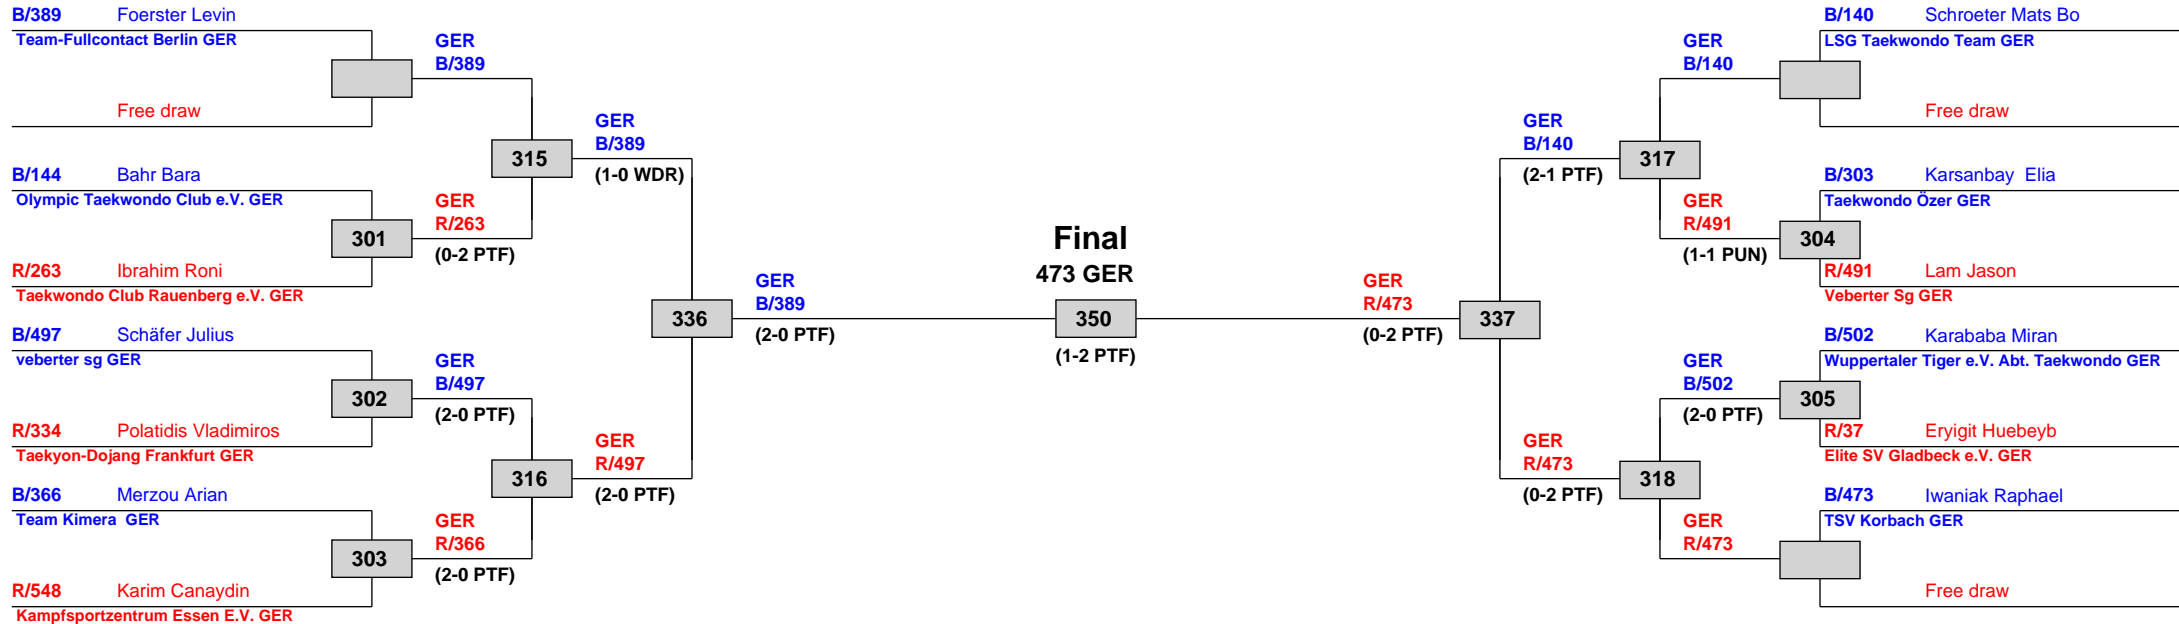 B/389 Foerster Levin
Team-Fullcontact Berlin GER
Free draw
B/144 Bahr Bara
Olympic Taekwondo Club e.V. GER
301
R/263 Ibrahim Roni
Taekwondo Club Rauenberg e.V. GER
B/497 Schäfer Julius
veberter sg GER
302
R/334 Polatidis Vladimiros
Taekyon-Dojang Frankfurt GER
B/366 Merzou Arian
Team Kimera GER
303
R/548 Karim Canaydin
Kampfsportzentrum Essen E.V. GER
GER
B/389
315
GER
R/263
(0-2 PTF)
GER
B/497
(2-0 PTF)
316
GER
R/366
(2-0 PTF)
GER
B/389
(1-0 WDR)
336
GER
R/497
(2-0 PTF)
GER
B/389
(2-0 PTF)
Final
473 GER
350
(1-2 PTF)
GER
R/473
(0-2 PTF)
337
GER
B/140
(2-1 PTF)
317
GER
R/473
(0-2 PTF)
318
GER
B/140
GER
R/491
(1-1 PUN)
304
GER
B/502
(2-0 PTF)
305
GER
R/473
B/140 Schroeter Mats Bo
LSG Taekwondo Team GER
Free draw
B/303 Karsanbay Elia
Taekwondo Özer GER
R/491 Lam Jason
Veberter Sg GER
B/502 Karababa Miran
Wuppertaler Tiger e.V. Abt. Taekwondo GER
R/37 Eryigit Huebeyb
Elite SV Gladbeck e.V. GER
B/473 Iwaniak Raphael
TSV Korbach GER
Free draw